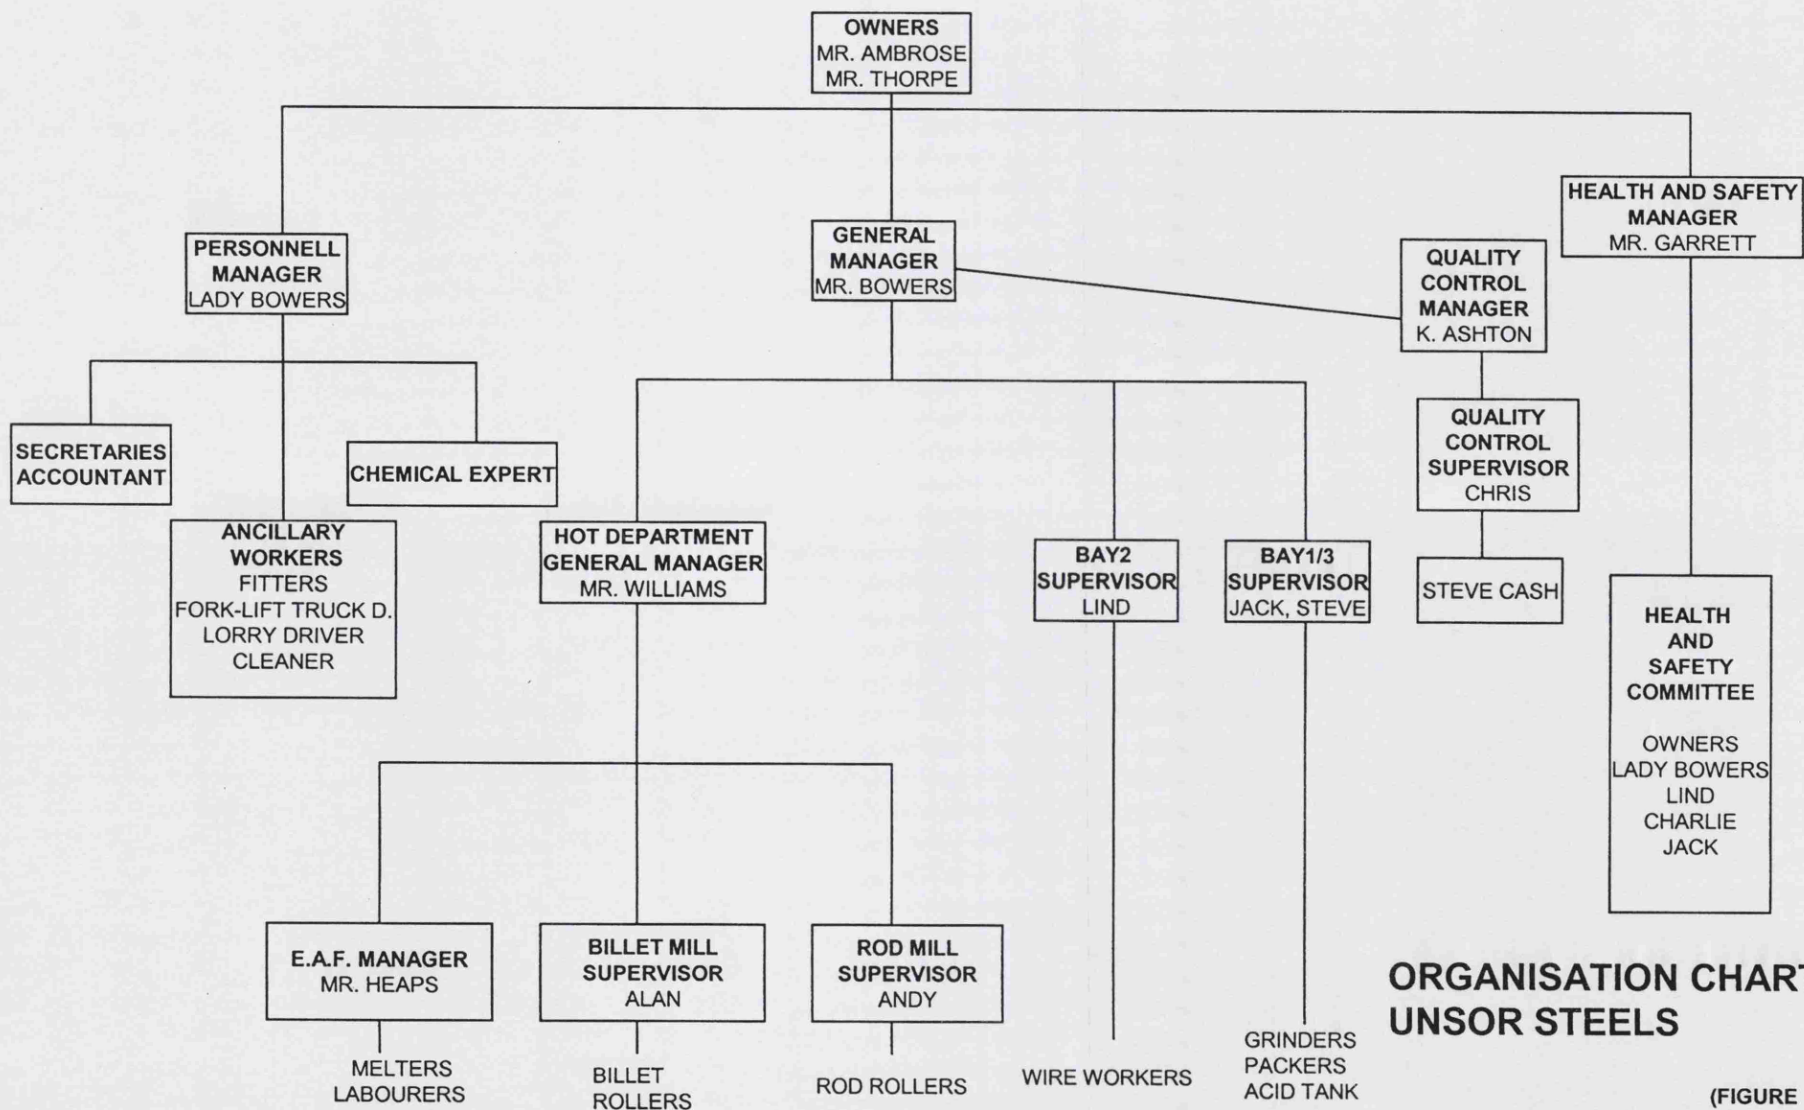 OWNERS
MR. AMBROSE
MR. THORPE
HEALTH AND SAFETY
MANAGER
MR. GARRETT
PERSONNELL
MANAGER
LADY BOWERS
GENERAL
MANAGER
MR. BOWERS
QUALITY
CONTROL
MANAGER
K. ASHTON
SECRETARIES
ACCOUNTANT
CHEMICAL EXPERT
QUALITY
CONTROL
SUPERVISOR
CHRIS
ANCILLARY
WORKERS
FITTERS
FORK-LIFT TRUCK D.
LORRY DRIVER
CLEANER
HOT DEPARTMENT
GENERAL MANAGER
MR. WILLIAMS
BAY2
SUPERVISOR
LIND
BAY1/3
SUPERVISOR
JACK, STEVE
STEVE CASH
HEALTH
AND
SAFETY
COMMITTEE
OWNERS
LADY BOWERS
LIND
CHARLIE
JACK
E.A.F. MANAGER
MR. HEAPS
BILLET MILL
SUPERVISOR
ALAN
ROD MILL
SUPERVISOR
ANDY
MELTERS
LABOURERS
BILLET
ROLLERS
ROD ROLLERS
WIRE WORKERS
GRINDERS
PACKERS
ACID TANK
ORGANISATION CHART
UNSOR STEELS
(FIGURE